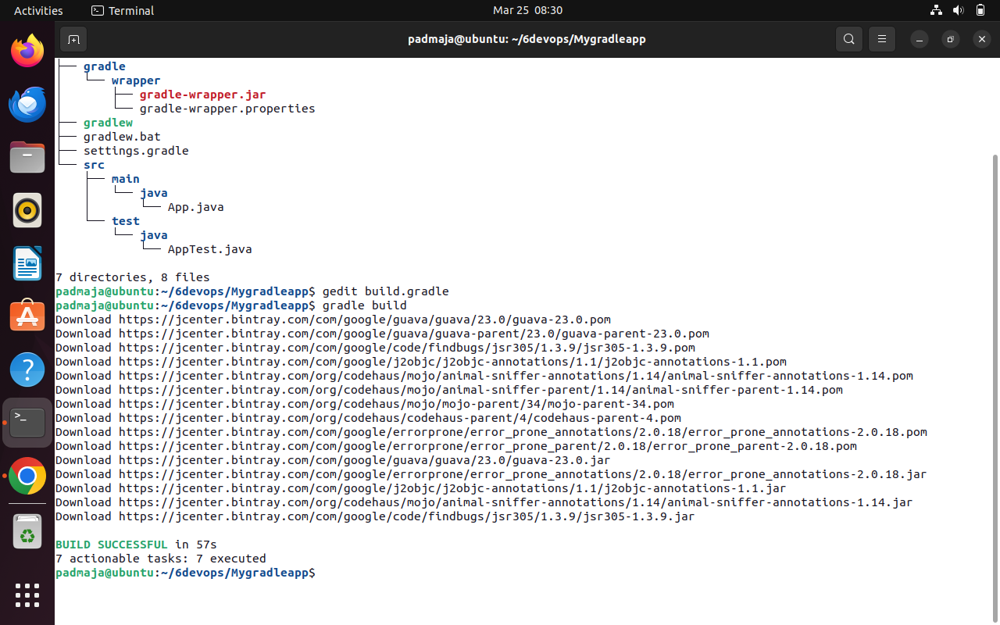 Activities Terminal Mar 25 08:30
padmaja@ubuntu: ~/6devops/Mygradleapp
├── gradle
│   └── wrapper
│       ├── gradle-wrapper.jar
│       └── gradle-wrapper.properties
├── gradlew
├── gradlew.bat
├── settings.gradle
└── src
    ├── main
    │   └── java
    │       └── App.java
    └── test
        └── java
            └── AppTest.java
7 directories, 8 files
padmaja@ubuntu:~/6devops/Mygradleapp$ gedit build.gradle
padmaja@ubuntu:~/6devops/Mygradleapp$ gradle build
Download https://jcenter.bintray.com/com/google/guava/guava/23.0/guava-23.0.pom
Download https://jcenter.bintray.com/com/google/guava/guava-parent/23.0/guava-parent-23.0.pom
Download https://jcenter.bintray.com/com/google/code/findbugs/jsr305/1.3.9/jsr305-1.3.9.pom
Download https://jcenter.bintray.com/com/google/j2objc/j2objc-annotations/1.1/j2objc-annotations-1.1.pom
Download https://jcenter.bintray.com/org/codehaus/mojo/animal-sniffer-annotations/1.14/animal-sniffer-annotations-1.14.pom
Download https://jcenter.bintray.com/org/codehaus/mojo/animal-sniffer-parent/1.14/animal-sniffer-parent-1.14.pom
Download https://jcenter.bintray.com/org/codehaus/mojo/mojo-parent/34/mojo-parent-34.pom
Download https://jcenter.bintray.com/org/codehaus/codehaus-parent/4/codehaus-parent-4.pom
Download https://jcenter.bintray.com/com/google/errorprone/error_prone_annotations/2.0.18/error_prone_annotations-2.0.18.pom
Download https://jcenter.bintray.com/com/google/errorprone/error_prone_parent/2.0.18/error_prone_parent-2.0.18.pom
Download https://jcenter.bintray.com/com/google/guava/guava/23.0/guava-23.0.jar
Download https://jcenter.bintray.com/com/google/errorprone/error_prone_annotations/2.0.18/error_prone_annotations-2.0.18.jar
Download https://jcenter.bintray.com/com/google/j2objc/j2objc-annotations/1.1/j2objc-annotations-1.1.jar
Download https://jcenter.bintray.com/org/codehaus/mojo/animal-sniffer-annotations/1.14/animal-sniffer-annotations-1.14.jar
Download https://jcenter.bintray.com/com/google/code/findbugs/jsr305/1.3.9/jsr305-1.3.9.jar
BUILD SUCCESSFUL in 57s
7 actionable tasks: 7 executed
padmaja@ubuntu:~/6devops/Mygradleapp$